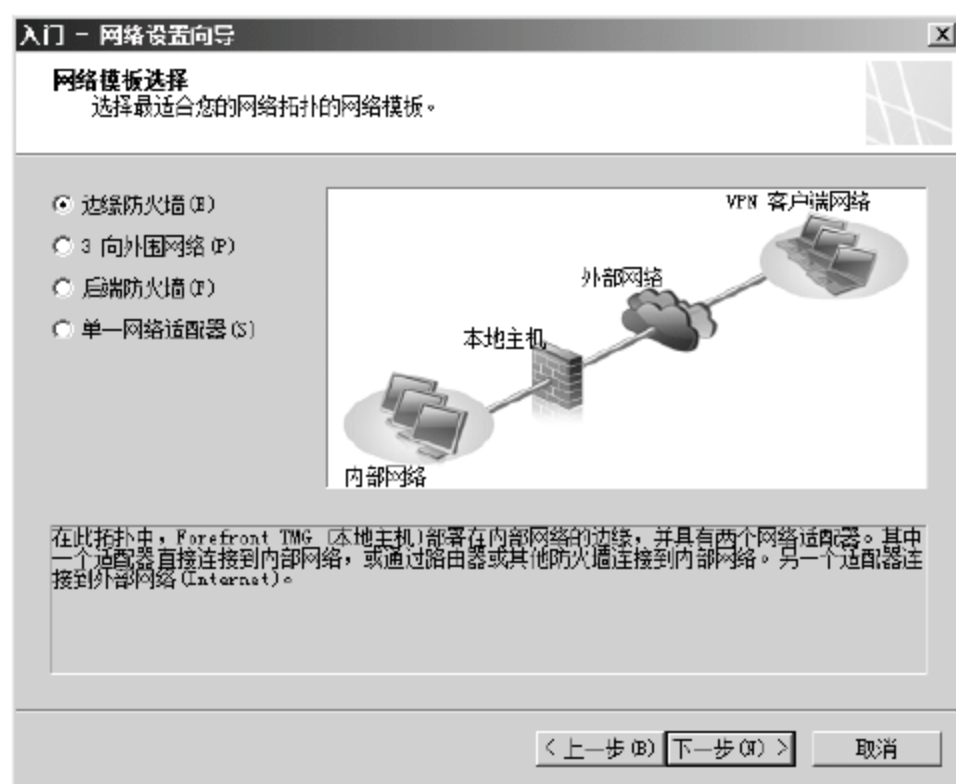 入门 - 网络设置向导
网络模板选择
选择最适合您的网络拓扑的网络模板。
边缘防火墙(E)
3 向外围网络(P)
后端防火墙(F)
单一网络适配器(S)
VPN 客户端网络
外部网络
本地主机
内部网络
在此拓扑中，Forefront TMG (本地主机)部署在内部网络的边缘，并具有两个网络适配器。其中
一个适配器直接连接到内部网络，或通过路由器或其他防火墙连接到内部网络。另一个适配器连
接到外部网络(Internet)。
< 上一步(B)
下一步(N) >
取消